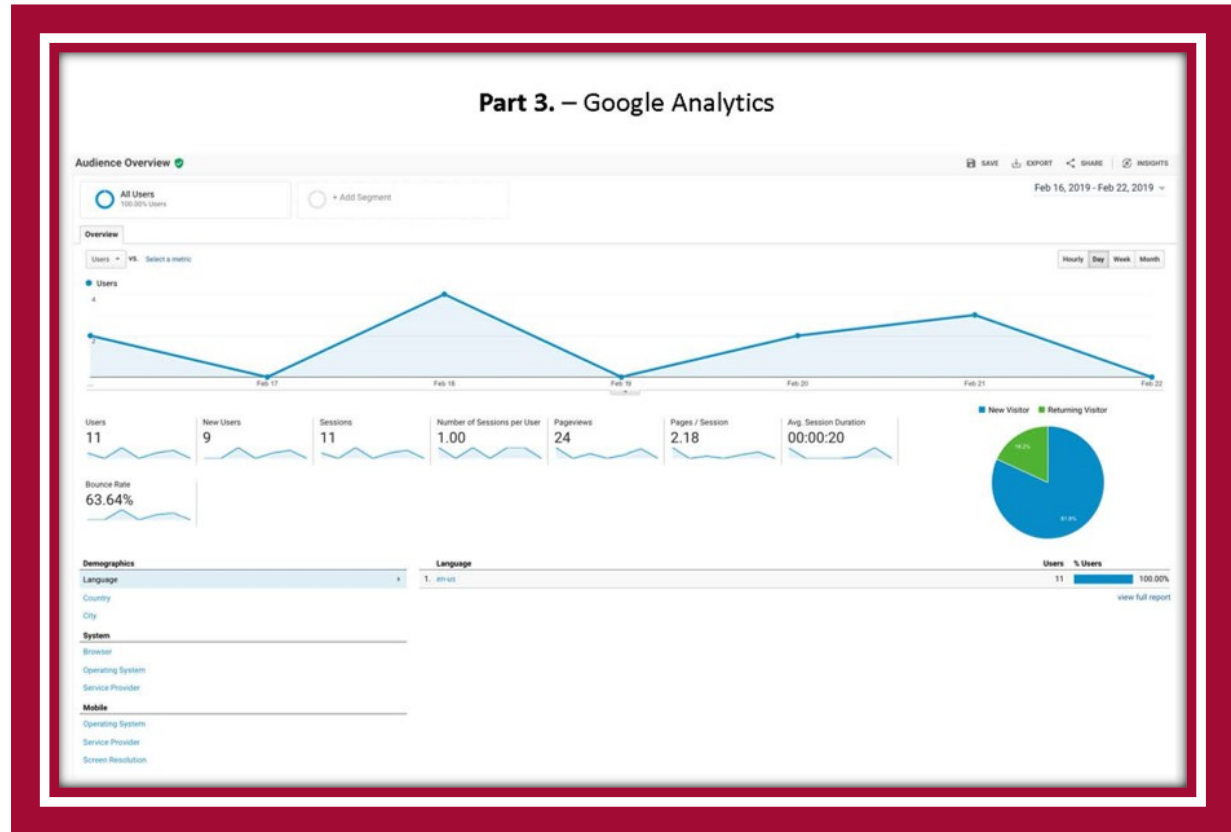 Part 3. – Google Analytics
Audience Overview
SAVE EXPORT SHARE INSIGHTS
All Users
100.00% Users
+ Add Segment
Feb 16, 2019 - Feb 22, 2019
Overview
Users VS. Select a metric
Hourly Day Week Month
Users
4
2
... Feb 17 Feb 18 Feb 19 Feb 20 Feb 21 Feb 22
New Visitor Returning Visitor
Users New Users Sessions Number of Sessions per User Pageviews Pages / Session Avg. Session Duration
11 9 11 1.00 24 2.18 00:00:20
Bounce Rate
63.64%
Demographics
Language
Country
City
System
Browser
Operating System
Service Provider
Mobile
Operating System
Service Provider
Screen Resolution
Language Users % Users
1. en-us 11 100.00%
view full report